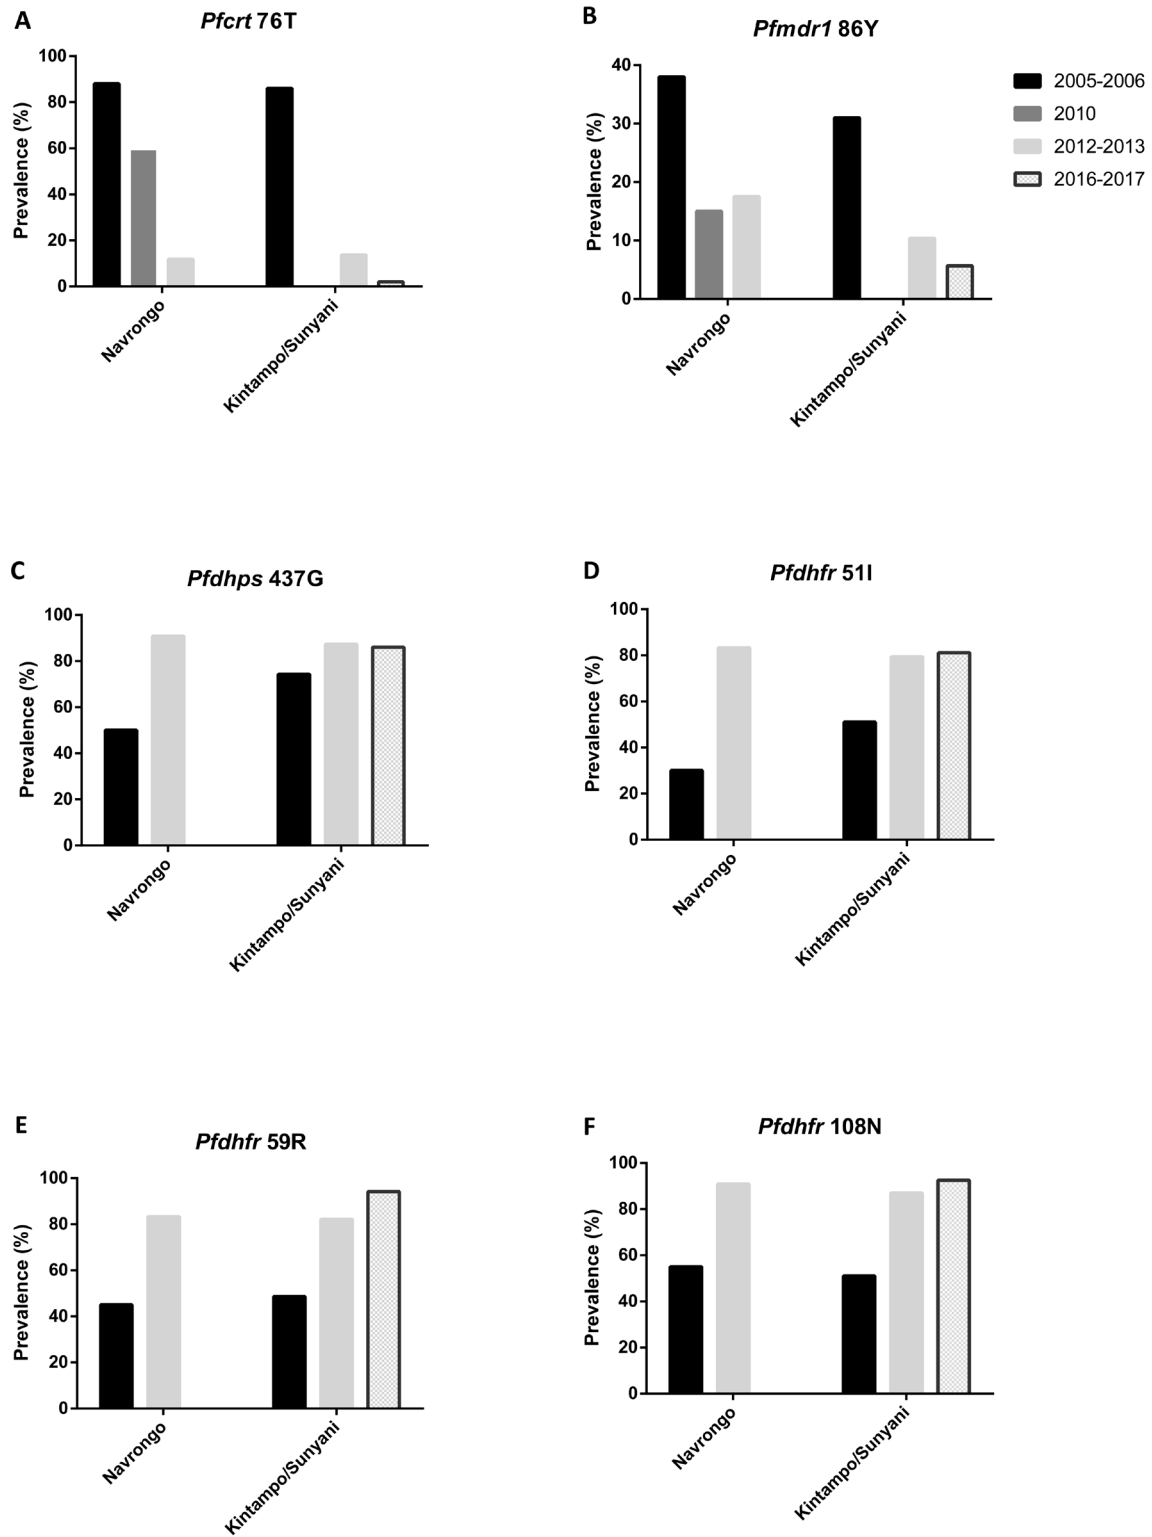 A
Pfcrt 76T
Prevalence (%)
100
80
60
40
20
0
Navrongo
Kintampo/Sunyani
B
Pfmdr1 86Y
Prevalence (%)
40
30
20
10
0
Navrongo
Kintampo/Sunyani
2005-2006
2010
2012-2013
2016-2017
C
Pfdhps 437G
Prevalence (%)
100
80
60
40
20
0
Navrongo
Kintampo/Sunyani
D
Pfdhfr 51I
Prevalence (%)
100
80
60
40
20
0
Navrongo
Kintampo/Sunyani
E
Pfdhfr 59R
Prevalence (%)
100
80
60
40
20
0
Navrongo
Kintampo/Sunyani
F
Pfdhfr 108N
Prevalence (%)
100
80
60
40
20
0
Navrongo
Kintampo/Sunyani